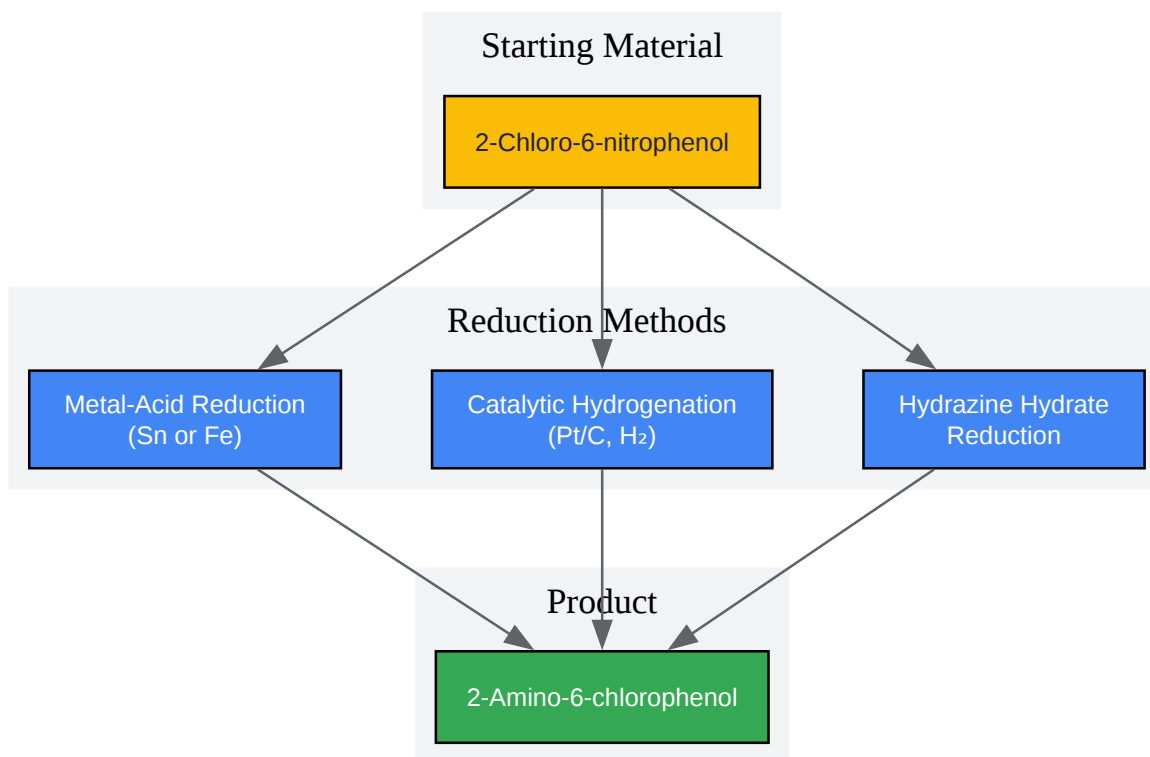 Starting Material
2-Chloro-6-nitrophenol
Reduction Methods
Metal-Acid Reduction
(Sn or Fe)
Catalytic Hydrogenation
(Pt/C, H₂)
Hydrazine Hydrate
Reduction
Product
2-Amino-6-chlorophenol